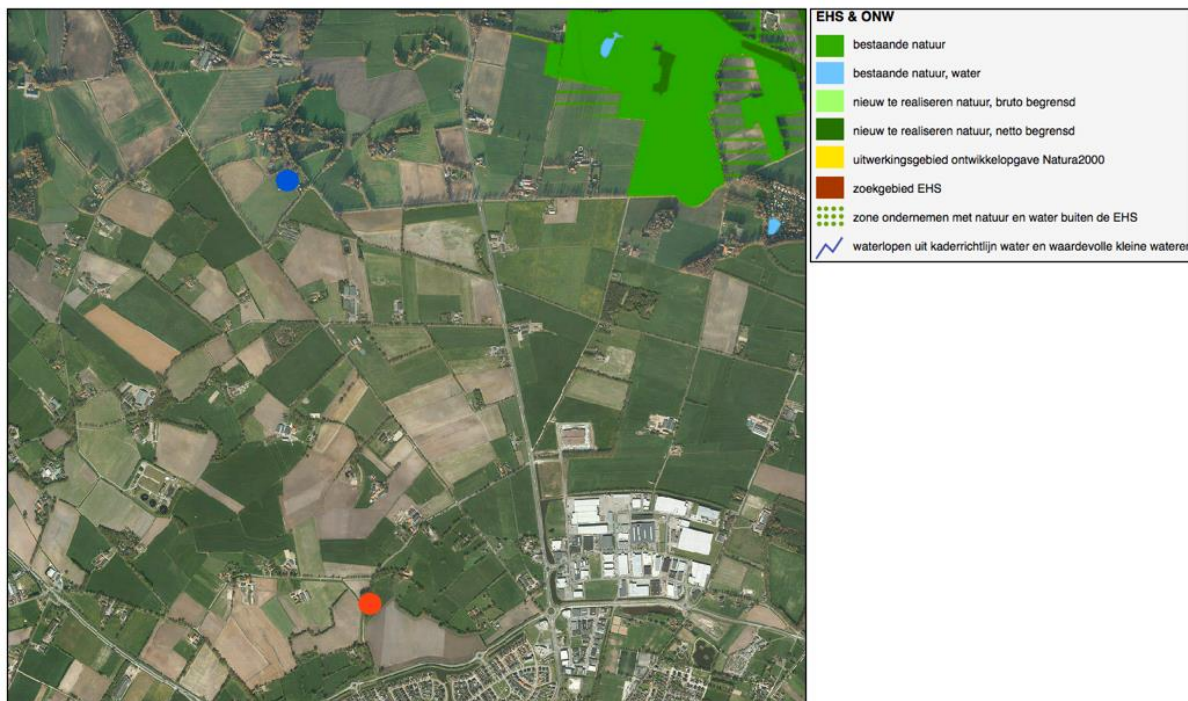 EHS & ONW
bestaande natuur
bestaande natuur, water
nieuw te realiseren natuur, bruto begrensd
nieuw te realiseren natuur, netto begrensd
uitwerkingsgebied ontwikkelopgave Natura2000
zoekgebied EHS
zone ondernemen met natuur en water buiten de EHS
waterlopen uit kaderrichtlijn water en waardevolle kleine wateren